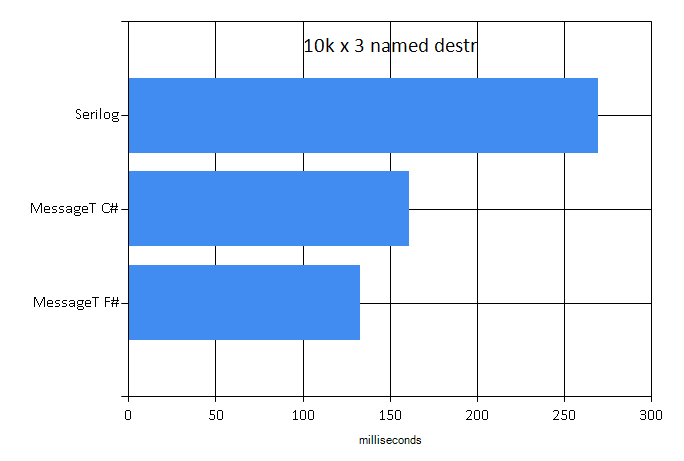 10k x 3 named destr
Serilog
MessageT C#
MessageT F#
0 50 100 150 200 250 300
milliseconds